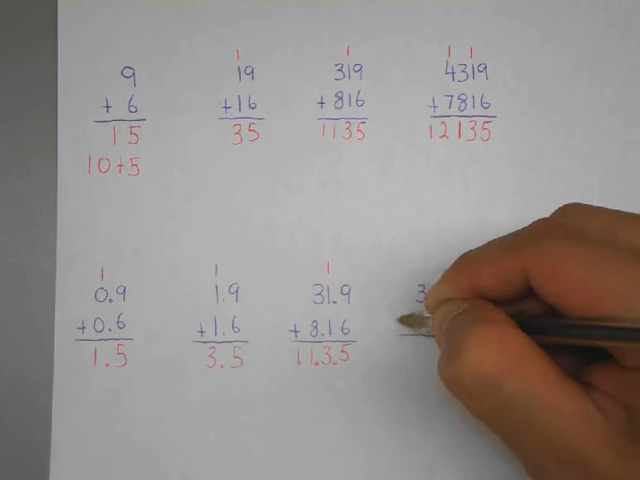 1 1 1 1
9 19 319 4319
+ 6 +16 +816 +7816
15 35 1135 12135
10+5
1 1 1
0.9 1.9 31.9 3
+0.6 +1.6 +8.16
1.5 3.5 11.3.5